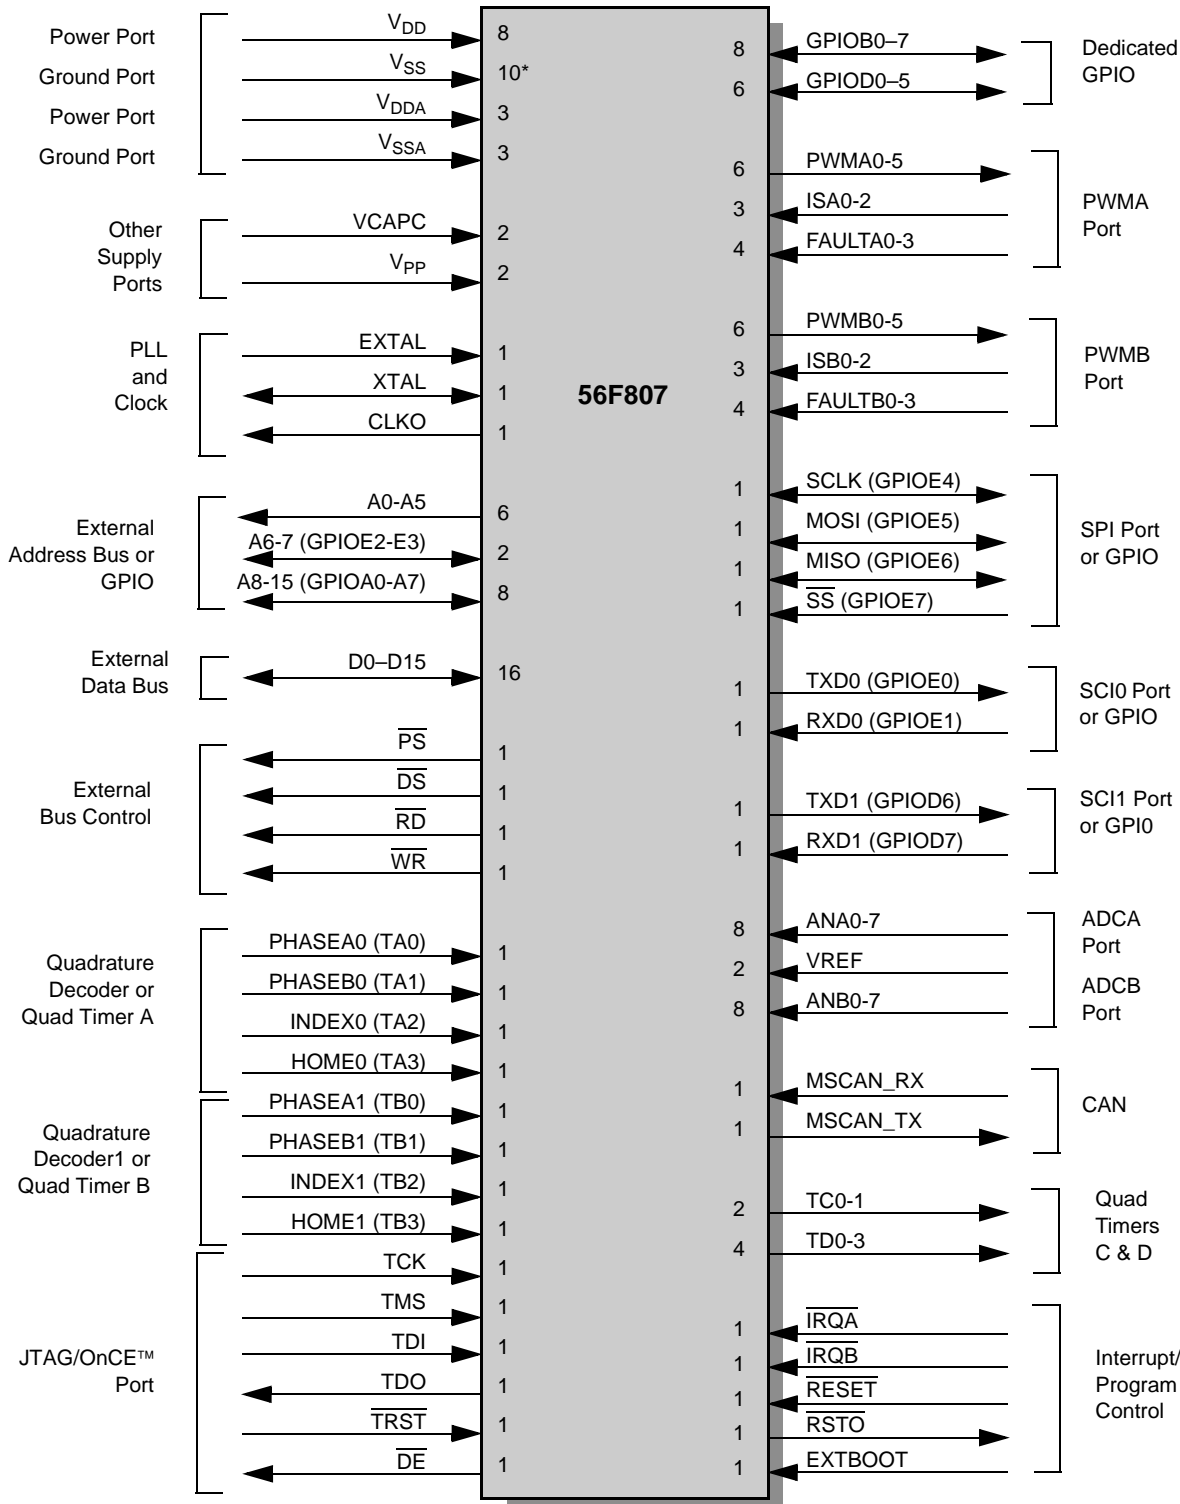 Power Port
V_DD
8
Ground Port
V_SS
10*
Power Port
V_DDA
3
Ground Port
V_SSA
3
Other
Supply
Ports
VCAPC
2
V_PP
2
PLL
and
Clock
EXTAL
1
XTAL
1
CLKO
1
External
Address Bus or
GPIO
A0-A5
6
A6-7 (GPIOE2-E3)
2
A8-15 (GPIOA0-A7)
8
External
Data Bus
D0–D15
16
External
Bus Control
PS
1
DS
1
RD
1
WR
1
Quadrature
Decoder or
Quad Timer A
PHASEA0 (TA0)
1
PHASEB0 (TA1)
1
INDEX0 (TA2)
1
HOME0 (TA3)
1
Quadrature
Decoder1 or
Quad Timer B
PHASEA1 (TB0)
1
PHASEB1 (TB1)
1
INDEX1 (TB2)
1
HOME1 (TB3)
1
JTAG/OnCE™
Port
TCK
1
TMS
1
TDI
1
TDO
1
TRST
1
DE
1
56F807
8
GPIOB0–7
6
GPIOD0–5
Dedicated
GPIO
6
PWMA0-5
3
ISA0-2
4
FAULTA0-3
PWMA
Port
6
PWMB0-5
3
ISB0-2
4
FAULTB0-3
PWMB
Port
1
SCLK (GPIOE4)
1
MOSI (GPIOE5)
1
MISO (GPIOE6)
1
SS (GPIOE7)
SPI Port
or GPIO
1
TXD0 (GPIOE0)
1
RXD0 (GPIOE1)
SCI0 Port
or GPIO
1
TXD1 (GPIOD6)
1
RXD1 (GPIOD7)
SCI1 Port
or GPI0
8
ANA0-7
2
VREF
8
ANB0-7
ADCA
Port
ADCB
Port
1
MSCAN_RX
1
MSCAN_TX
CAN
2
TC0-1
4
TD0-3
Quad
Timers
C & D
1
IRQA
1
IRQB
1
RESET
1
RSTO
1
EXTBOOT
Interrupt/
Program
Control